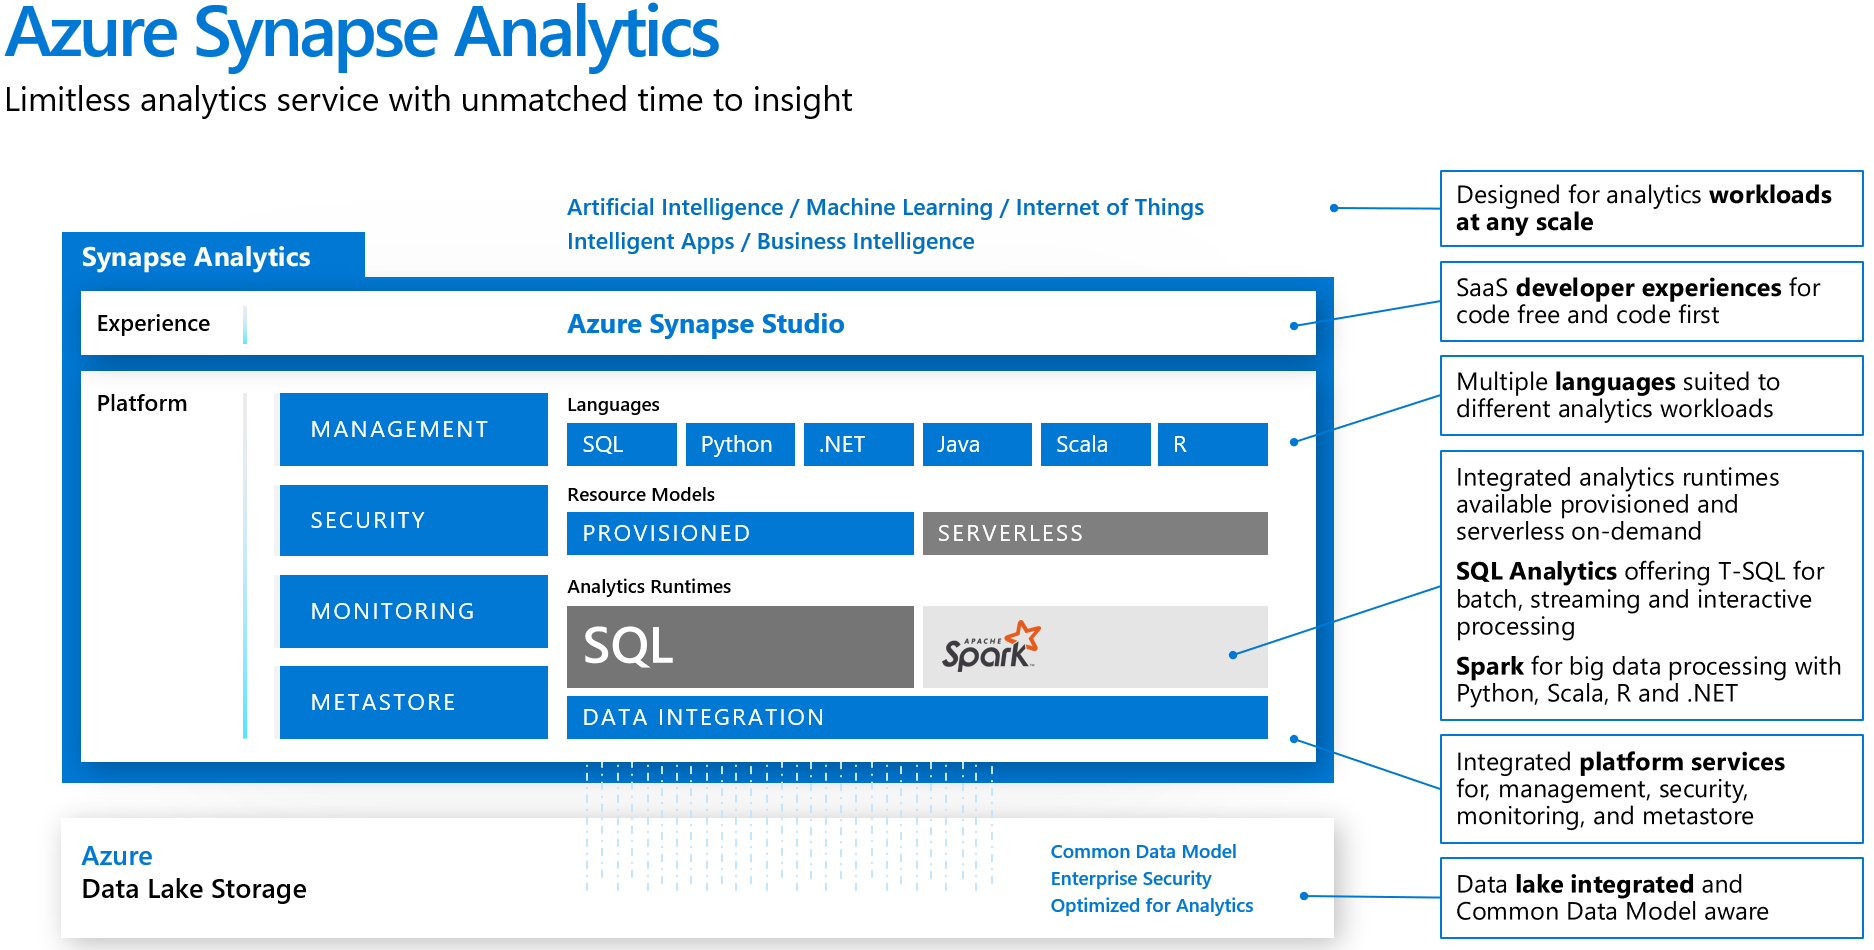 Azure Synapse Analytics
Limitless analytics service with unmatched time to insight
Artificial Intelligence / Machine Learning / Internet of Things
Intelligent Apps / Business Intelligence
Synapse Analytics
Experience
Azure Synapse Studio
Platform
MANAGEMENT
SECURITY
MONITORING
METASTORE
Languages
SQL
Python
.NET
Java
Scala
R
Resource Models
PROVISIONED
SERVERLESS
Analytics Runtimes
SQL
APACHE
Spark™
DATA INTEGRATION
Azure
Data Lake Storage
Common Data Model
Enterprise Security
Optimized for Analytics
Designed for analytics workloads
at any scale
SaaS developer experiences for
code free and code first
Multiple languages suited to
different analytics workloads
Integrated analytics runtimes
available provisioned and
serverless on-demand
SQL Analytics offering T-SQL for
batch, streaming and interactive
processing
Spark for big data processing with
Python, Scala, R and .NET
Integrated platform services
for, management, security,
monitoring, and metastore
Data lake integrated and
Common Data Model aware